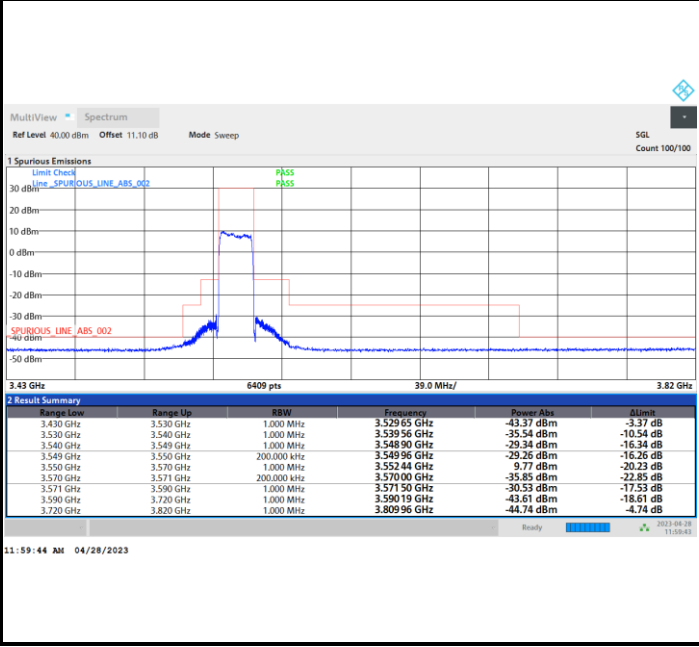 MultiView Spectrum
Ref Level 40.00 dBm Offset 11.10 dB Mode Sweep SGL
Count 100/100
1 Spurious Emissions
Limit Check PASS
Line _SPURIOUS_LINE_ABS_002 PASS
30 dBm
20 dBm
10 dBm
0 dBm
-10 dBm
-20 dBm
-30 dBm
_SPURIOUS_LINE_ABS_002
-40 dBm
-50 dBm
3.43 GHz 6409 pts 39.0 MHz/ 3.82 GHz
2 Result Summary
Range Low Range Up RBW Frequency Power Abs ΔLimit
3.430 GHz 3.530 GHz 1.000 MHz 3.529 65 GHz -43.37 dBm -3.37 dB
3.530 GHz 3.540 GHz 1.000 MHz 3.539 56 GHz -35.54 dBm -10.54 dB
3.540 GHz 3.549 GHz 1.000 MHz 3.548 90 GHz -29.34 dBm -16.34 dB
3.549 GHz 3.550 GHz 200.000 kHz 3.549 96 GHz -29.26 dBm -16.26 dB
3.550 GHz 3.570 GHz 1.000 MHz 3.552 44 GHz 9.77 dBm -20.23 dB
3.570 GHz 3.571 GHz 200.000 kHz 3.570 00 GHz -35.85 dBm -22.85 dB
3.571 GHz 3.590 GHz 1.000 MHz 3.571 50 GHz -30.53 dBm -17.53 dB
3.590 GHz 3.720 GHz 1.000 MHz 3.590 19 GHz -43.61 dBm -18.61 dB
3.720 GHz 3.820 GHz 1.000 MHz 3.809 96 GHz -44.74 dBm -4.74 dB
Ready 2023-04-28
11:59:43
11:59:44 AM 04/28/2023